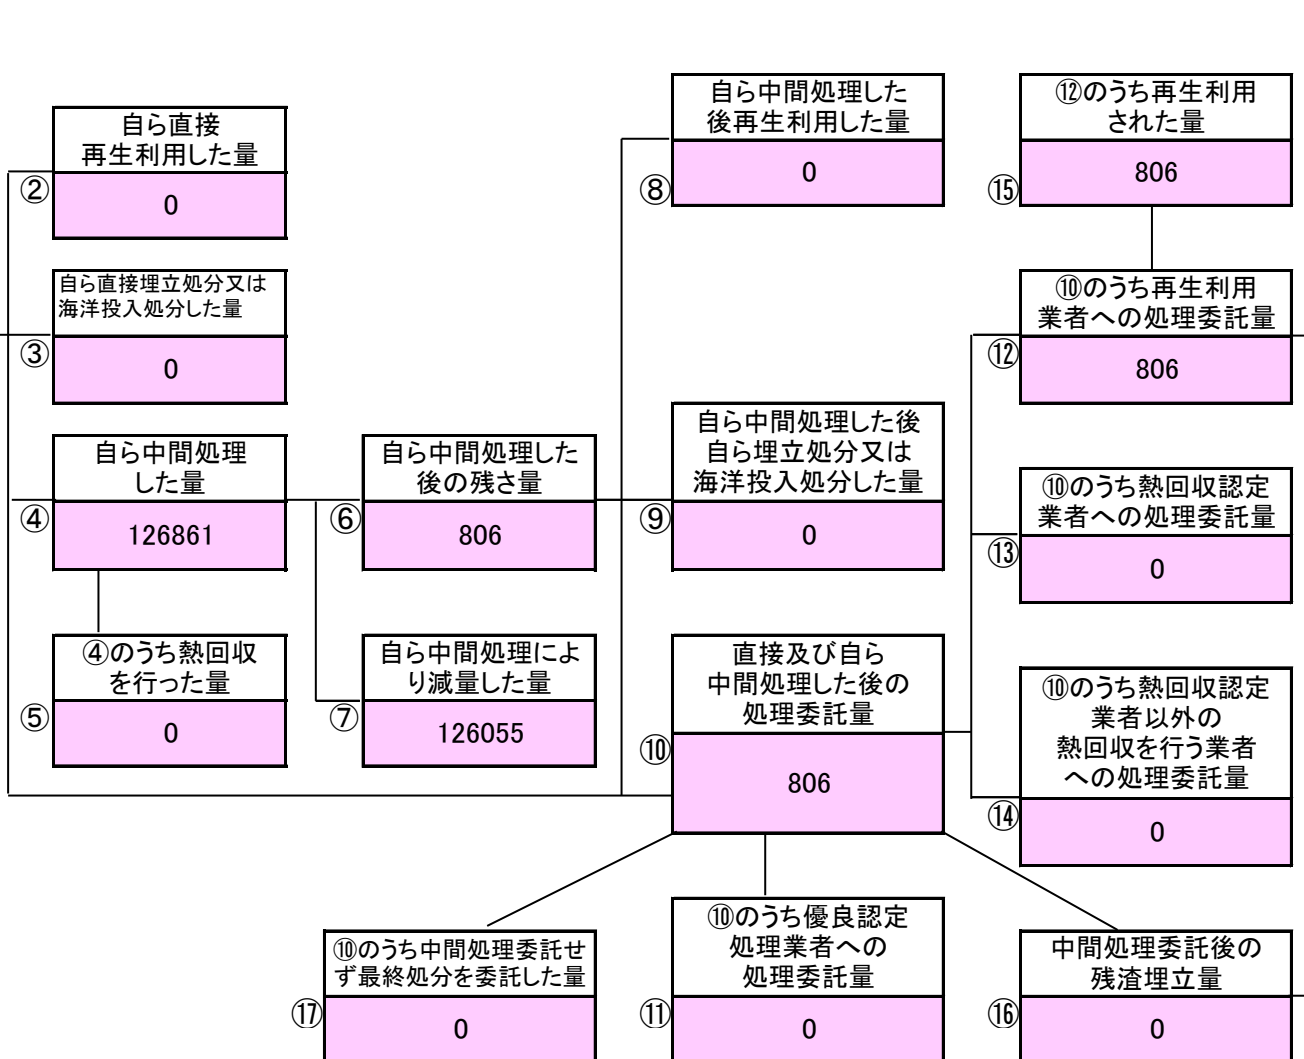 自ら直接
再生利用した量
②
0
自ら直接埋立処分又は
海洋投入処分した量
③
0
自ら中間処理
した量
④
126861
④のうち熱回収
を行った量
⑤
0
自ら中間処理した
後の残さ量
⑥
806
自ら中間処理によ
り減量した量
⑦
126055
自ら中間処理した
後再生利用した量
⑧
0
自ら中間処理した後
自ら埋立処分又は
海洋投入処分した量
⑨
0
直接及び自ら
中間処理した後の
処理委託量
⑩
806
⑫のうち再生利用
された量
⑮
806
⑩のうち再生利用
業者への処理委託量
⑫
806
⑩のうち熱回収認定
業者への処理委託量
⑬
0
⑩のうち熱回収認定
業者以外の
熱回収を行う業者
への処理委託量
⑭
0
⑩のうち中間処理委託せ
ず最終処分を委託した量
⑰
0
⑩のうち優良認定
処理業者への
処理委託量
⑪
0
中間処理委託後の
残渣埋立量
⑯
0